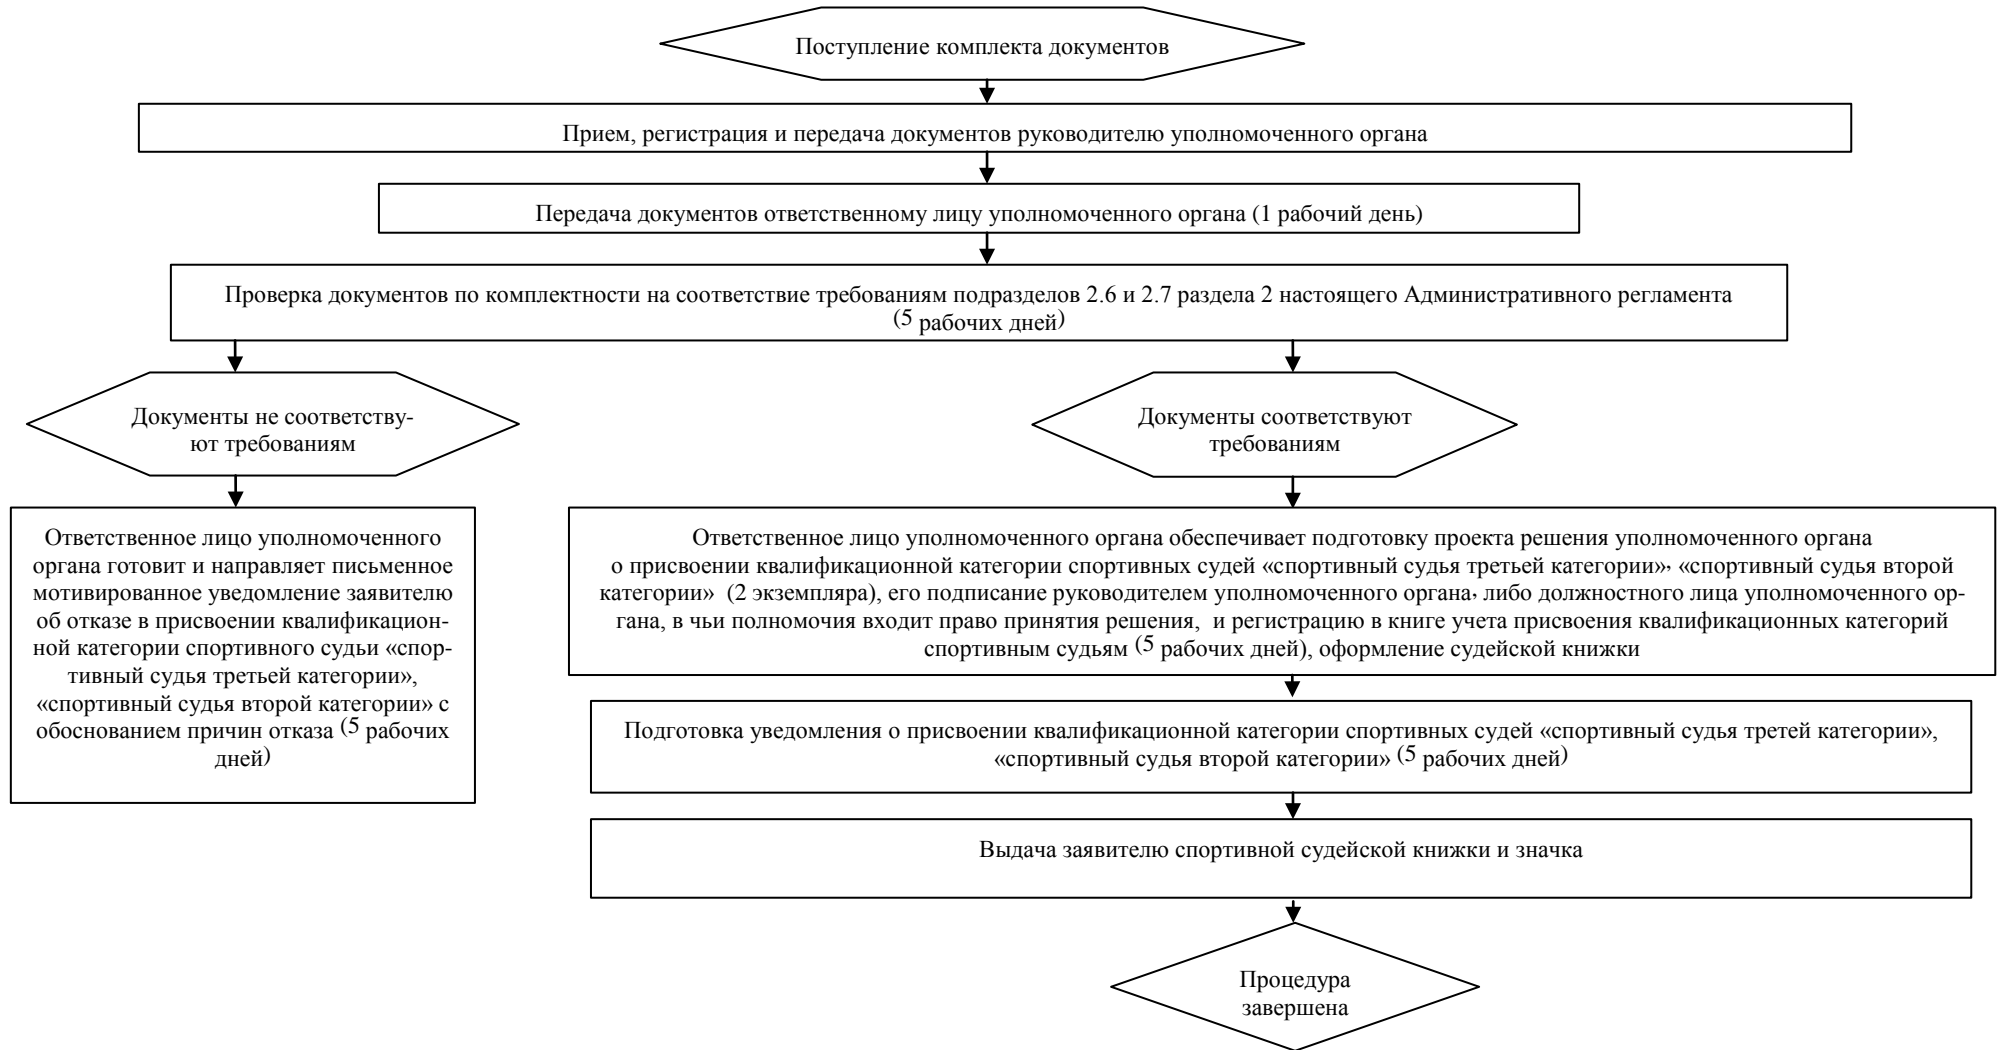 Поступление комплекта документов
Прием, регистрация и передача документов руководителю уполномоченного органа
Передача документов ответственному лицу уполномоченного органа (1 рабочий день)
Проверка документов по комплектности на соответствие требованиям подразделов 2.6 и 2.7 раздела 2 настоящего Административного регламента
(5 рабочих дней)
Документы не соответству-
ют требованиям
Документы соответствуют
требованиям
Ответственное лицо уполномоченного
органа готовит и направляет письменное
мотивированное уведомление заявителю
об отказе в присвоении квалификацион-
ной категории спортивного судьи «спор-
тивный судья третьей категории»,
«спортивный судья второй категории» с
обоснованием причин отказа (5 рабочих
дней)
Ответственное лицо уполномоченного органа обеспечивает подготовку проекта решения уполномоченного органа
о присвоении квалификационной категории спортивных судей «спортивный судья третьей категории», «спортивный судья второй
категории» (2 экземпляра), его подписание руководителем уполномоченного органа, либо должностного лица уполномоченного ор-
гана, в чьи полномочия входит право принятия решения, и регистрацию в книге учета присвоения квалификационных категорий
спортивным судьям (5 рабочих дней), оформление судейской книжки
Подготовка уведомления о присвоении квалификационной категории спортивных судей «спортивный судья третей категории»,
«спортивный судья второй категории» (5 рабочих дней)
Выдача заявителю спортивной судейской книжки и значка
Процедура
завершена